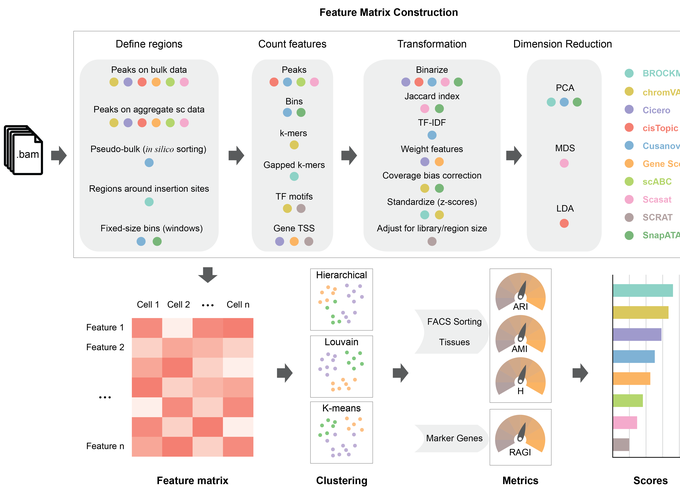 Feature Matrix Construction
Define regions
Count features
Transformation
Dimension Reduction
Peaks on bulk data
Peaks on aggregate sc data
Pseudo-bulk (in silico sorting)
Regions around insertion sites
Fixed-size bins (windows)
Peaks
Bins
k-mers
Gapped k-mers
TF motifs
Gene TSS
Binarize
Jaccard index
TF-IDF
Weight features
Coverage bias correction
Standardize (z-scores)
Adjust for library/region size
PCA
MDS
LDA
BROCKM
chromVA
Cicero
cisTopic
Cusanov
Gene Sco
scABC
Scasat
SCRAT
SnapATA
.bam
Cell 1 Cell 2 ••• Cell n
Feature 1
Feature 2
•••
Feature n
Feature matrix
Hierarchical
Louvain
K-means
Clustering
FACS Sorting
Tissues
Marker Genes
ARI
AMI
H
RAGI
Metrics
Scores